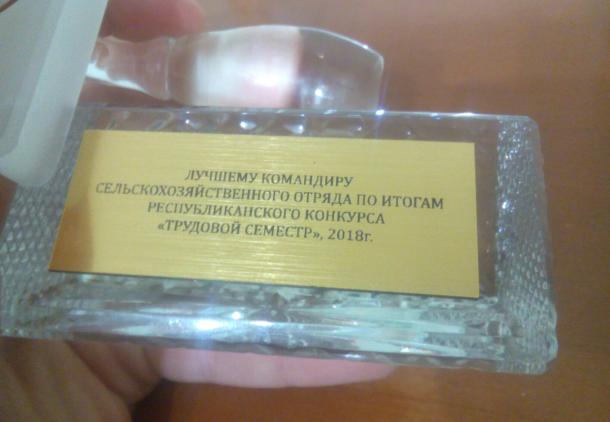 ЛУЧШЕМУ КОМАНДИРУ
СЕЛЬСКОХОЗЯЙСТВЕННОГО ОТРЯДА ПО ИТОГАМ
РЕСПУБЛИКАНСКОГО КОНКУРСА
«ТРУДОВОЙ СЕМЕСТР», 2018г.